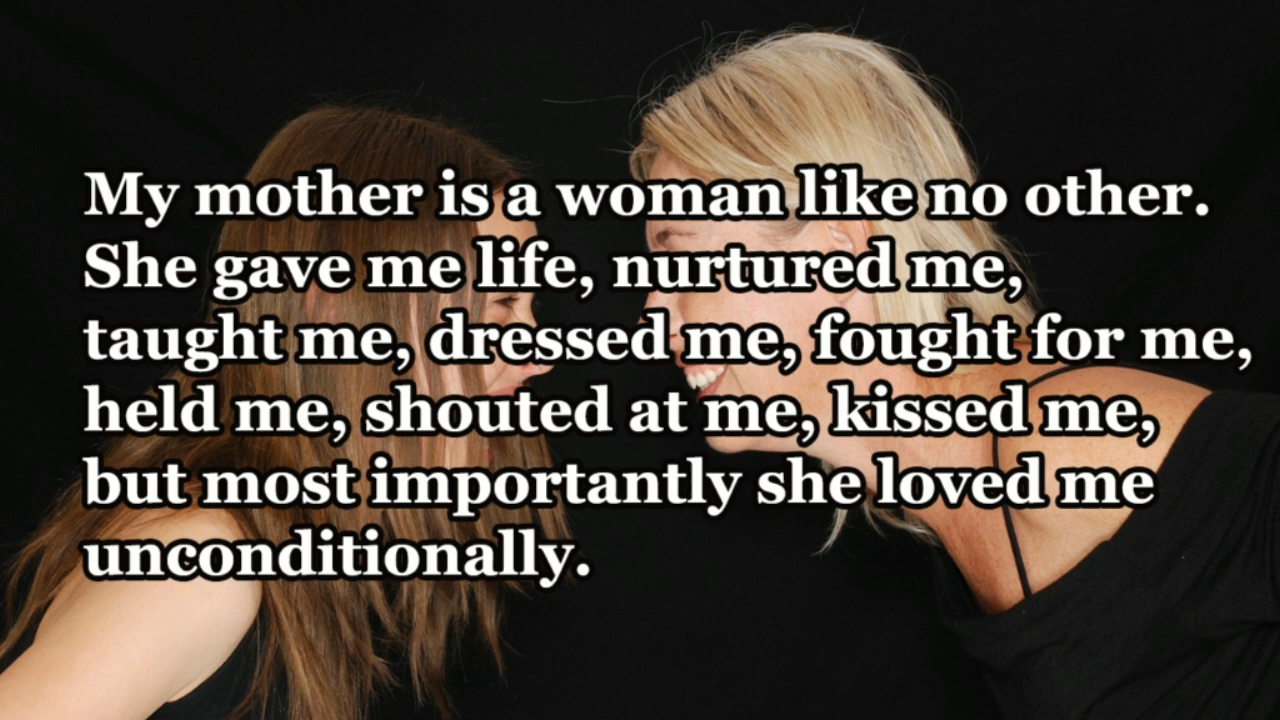 My mother is a woman like no other.
She gave me life, nurtured me,
taught me, dressed me, fought for me,
held me, shouted at me, kissed me,
but most importantly she loved me
unconditionally.